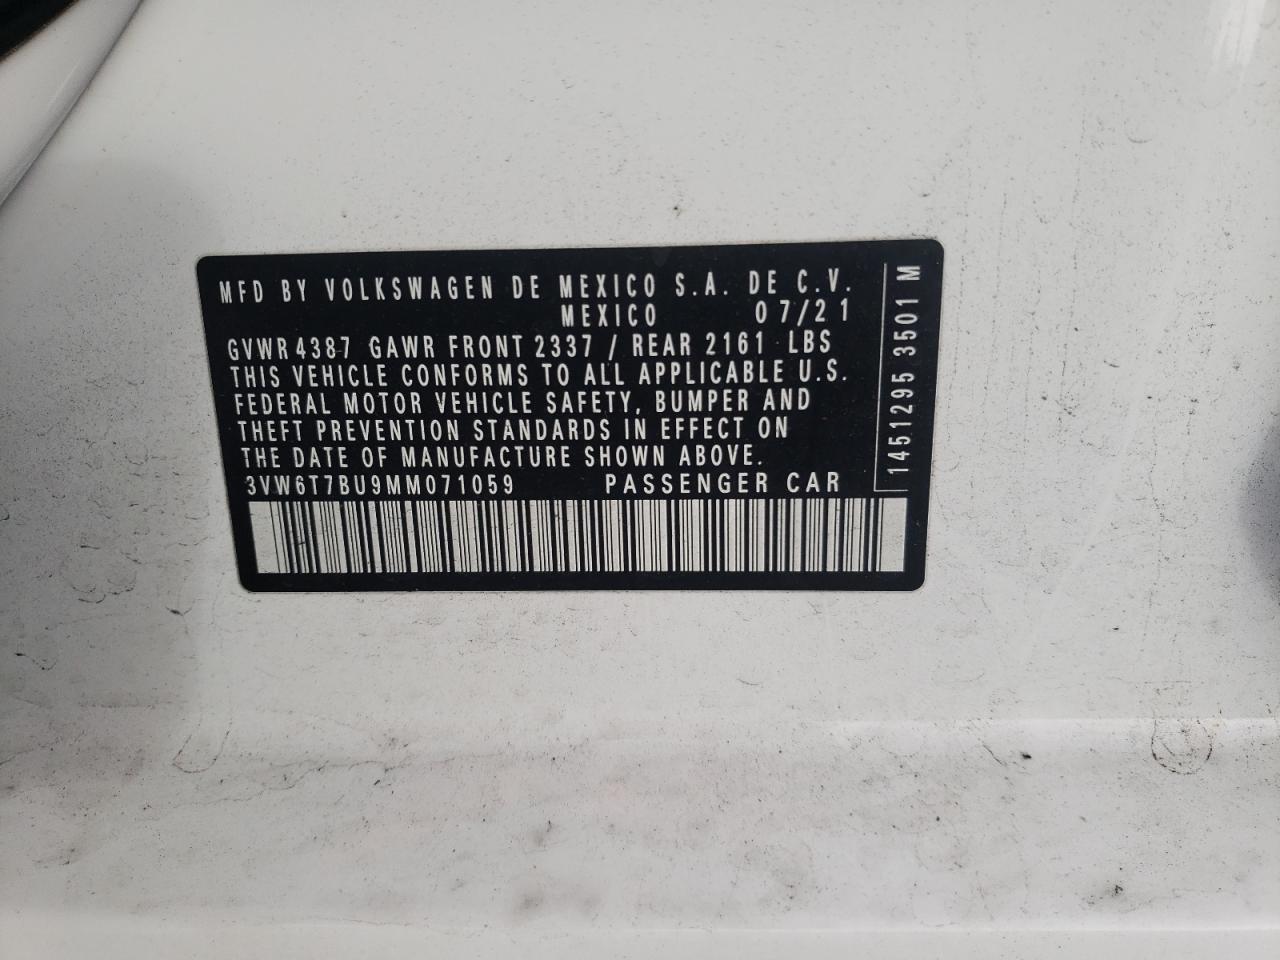 MFD BY VOLKSWAGEN DE MEXICO S.A. DE C.V.
MEXICO 07/21
GVWR 4387 GAWR FRONT 2337 / REAR 2161 LBS
THIS VEHICLE CONFORMS TO ALL APPLICABLE U.S.
FEDERAL MOTOR VEHICLE SAFETY, BUMPER AND
THEFT PREVENTION STANDARDS IN EFFECT ON
THE DATE OF MANUFACTURE SHOWN ABOVE.
3VW6T7BU9MM071059 PASSENGER CAR
1451295 3501 M